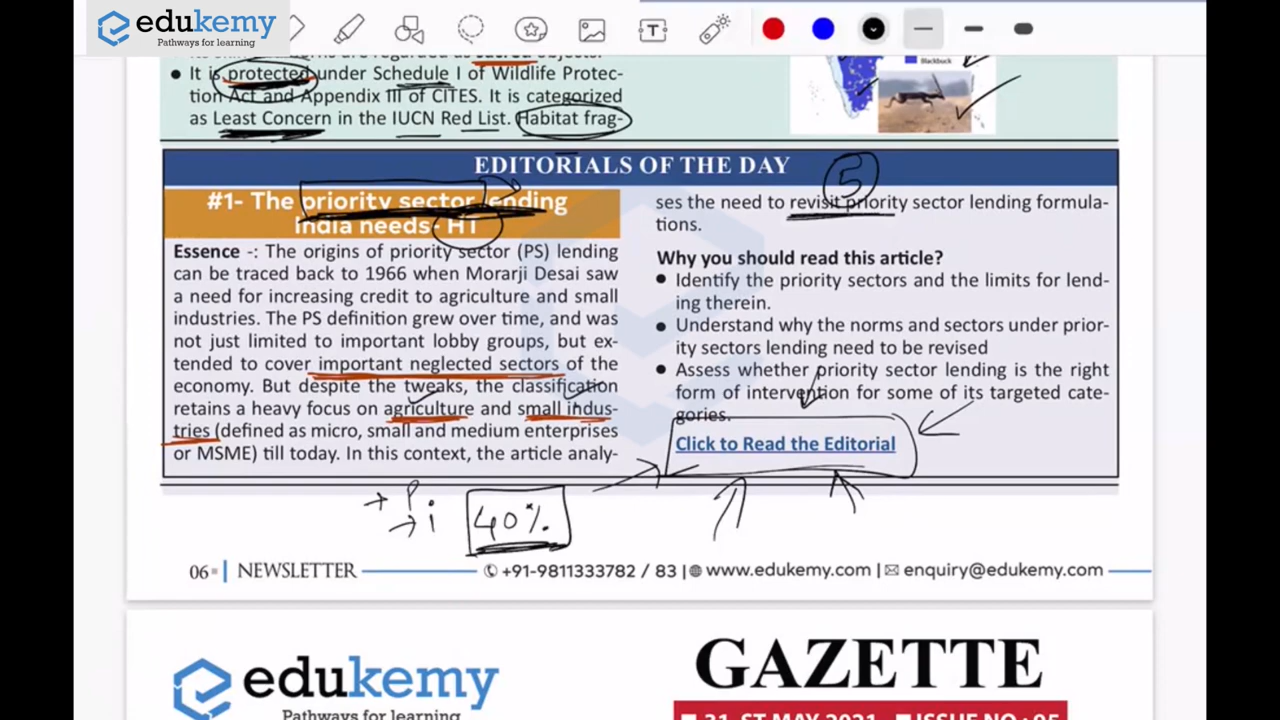 edukemy
Pathways for learning
T
sacred objects.
Blackbuck
• It is protected under Schedule I of Wildlife Protec-
tion Act and Appendix III of CITES. It is categorized
as Least Concern in the IUCN Red List. Habitat frag-
EDITORIALS OF THE DAY
5
#1- The priority sector lending
India needs- HT
Essence -: The origins of priority sector (PS) lending
can be traced back to 1966 when Morarji Desai saw
a need for increasing credit to agriculture and small
industries. The PS definition grew over time, and was
not just limited to important lobby groups, but ex-
tended to cover important neglected sectors of the
economy. But despite the tweaks, the classification
retains a heavy focus on agriculture and small indus-
tries (defined as micro, small and medium enterprises
or MSME) till today. In this context, the article analy-
ses the need to revisit priority sector lending formula-
tions.
Why you should read this article?
• Identify the priority sectors and the limits for lend-
ing therein.
• Understand why the norms and sectors under prior-
ity sectors lending need to be revised
• Assess whether priority sector lending is the right
form of intervention for some of its targeted cate-
gories.
Click to Read the Editorial
→ P
→ i
40%
06 NEWSLETTER +91-9811333782 / 83 | www.edukemy.com | enquiry@edukemy.com
edukemy
Pathways for learning
GAZETTE
31-ST MAY 2021 ISSUE NO : 95